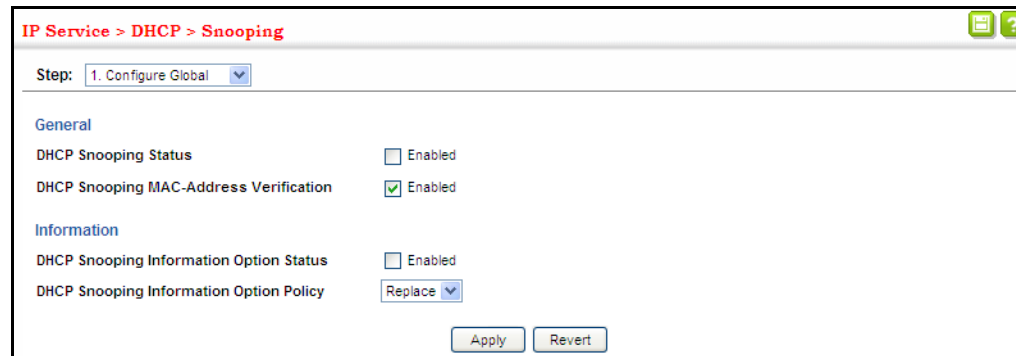 IP Service > DHCP > Snooping
?
Step: 1. Configure Global
General
DHCP Snooping Status Enabled
DHCP Snooping MAC-Address Verification Enabled
Information
DHCP Snooping Information Option Status Enabled
DHCP Snooping Information Option Policy Replace
Apply Revert